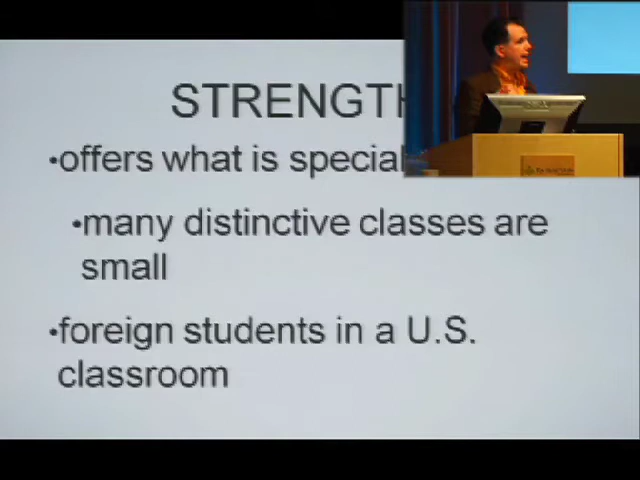 STRENGTH
•offers what is special
•many distinctive classes are
small
•foreign students in a U.S.
classroom